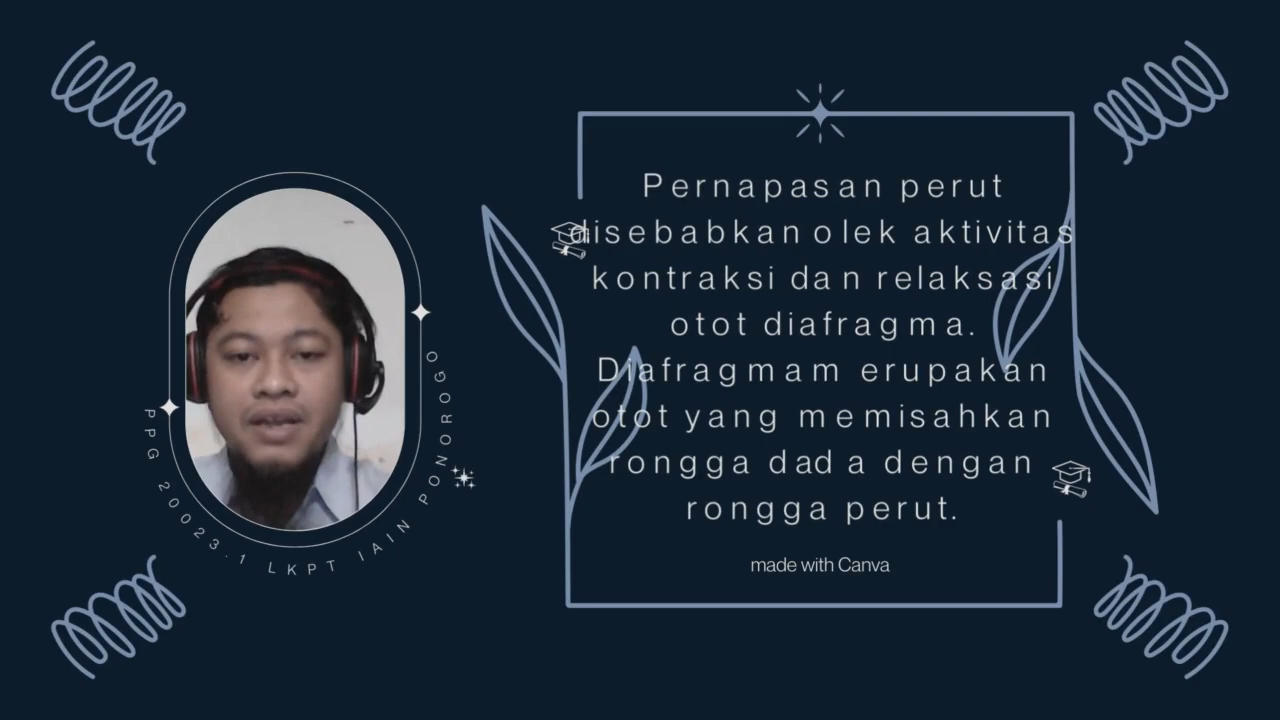 Pernapasan perut
disebabkan olek aktivitas
kontraksi dan relaksasi
otot diafragma.
Diafragmam erupakan
otot yang memisahkan
rongga dada dengan
rongga perut.
made with Canva
PPG 20023.1 LKPT IAIN PONOROGO